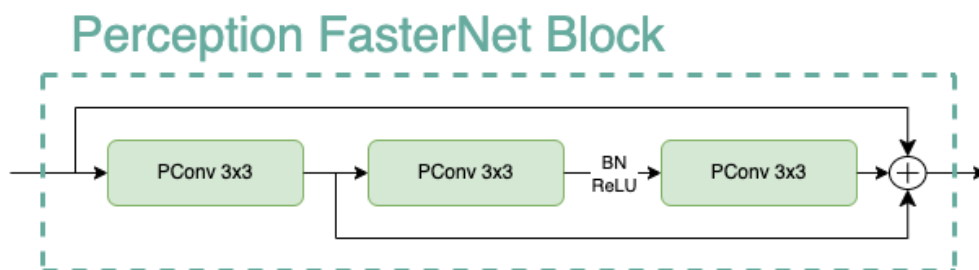 Perception FasterNet Block
PConv 3x3
PConv 3x3
BN
ReLU
PConv 3x3